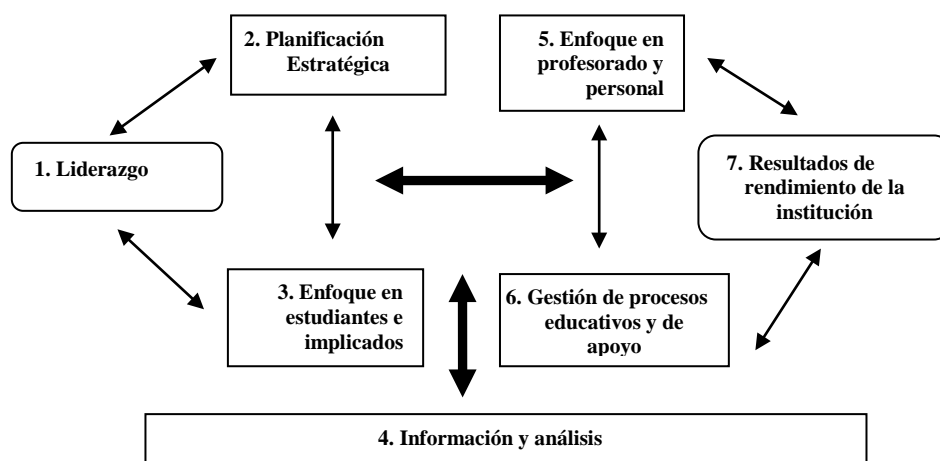 2. Planificación
Estratégica
5. Enfoque en
profesorado y
personal
1. Liderazgo
7. Resultados de
rendimiento de la
institución
3. Enfoque en
estudiantes e
implicados
6. Gestión de procesos
educativos y de
apoyo
4. Información y análisis